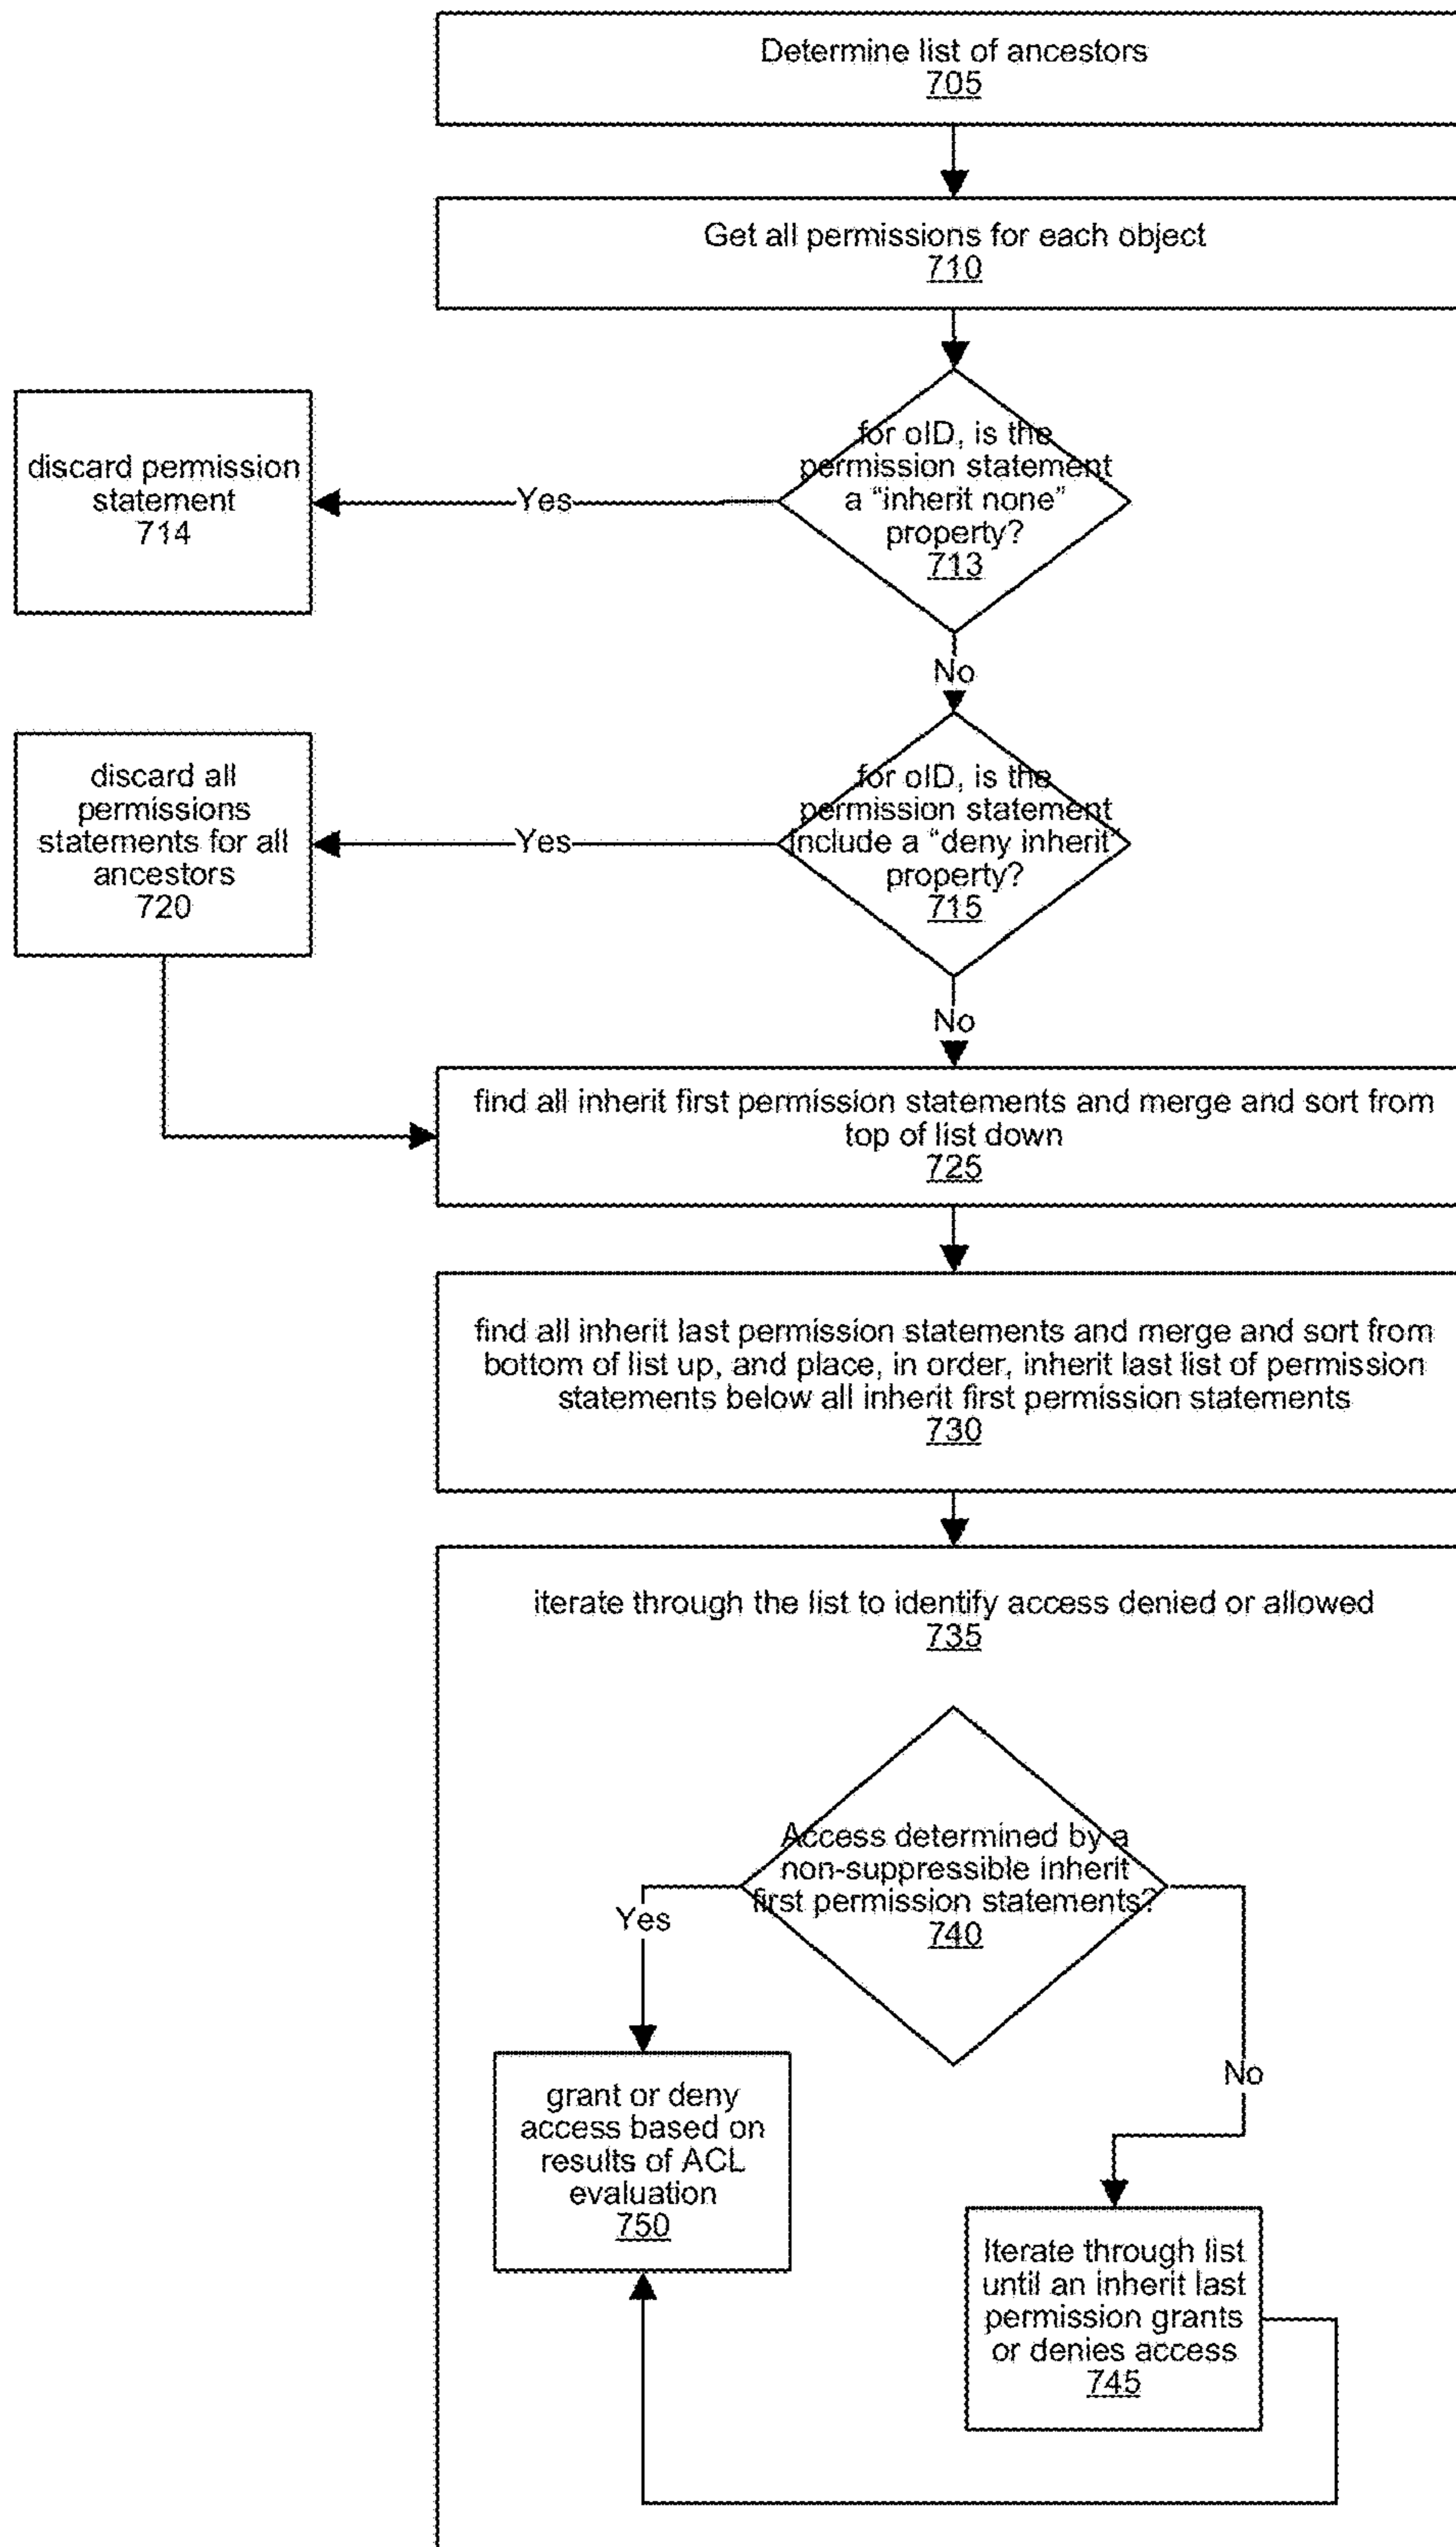 Determine list of ancestors
705
Get all permissions for each object
710
for oID, is the
permission statement
a “inherit none”
property?
713
Yes
discard permission
statement
714
No
for oID, is the
permission statement
include a “deny inherit”
property?
715
Yes
discard all
permissions
statements for all
ancestors
720
No
find all inherit first permission statements and merge and sort from
top of list down
725
find all inherit last permission statements and merge and sort from
bottom of list up, and place, in order, inherit last list of permission
statements below all inherit first permission statements
730
iterate through the list to identify access denied or allowed
735
Access determined by a
non-suppressible inherit
first permission statements?
740
Yes
No
grant or deny
access based on
results of ACL
evaluation
750
Iterate through list
until an inherit last
permission grants
or denies access
745